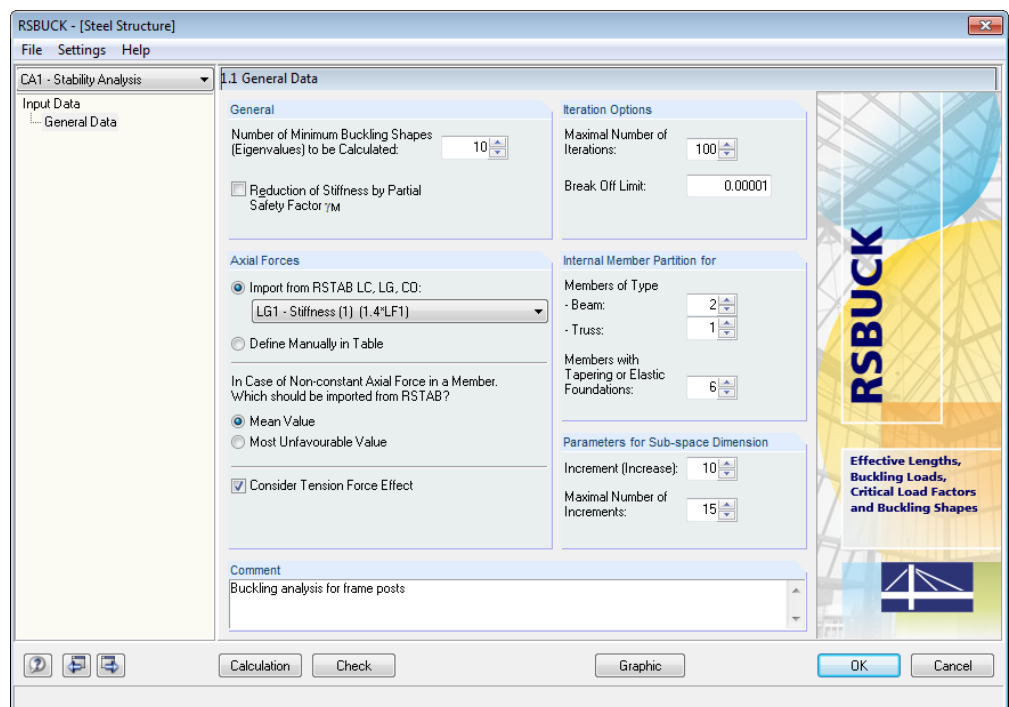 RSBUCK - [Steel Structure]
File Settings Help
CA1 - Stability Analysis
Input Data
General Data
1.1 General Data
General
Number of Minimum Buckling Shapes
(Eigenvalues) to be Calculated:
10
Reduction of Stiffness by Partial
Safety Factor γM
Iteration Options
Maximal Number of
Iterations:
100
Break Off Limit:
0.00001
Axial Forces
Import from RSTAB LC, LG, CO:
LG1 - Stiffness (1) (1.4*LF1)
Define Manually in Table
In Case of Non-constant Axial Force in a Member.
Which should be imported from RSTAB?
Mean Value
Most Unfavourable Value
Consider Tension Force Effect
Internal Member Partition for
Members of Type
- Beam:
2
- Truss:
1
Members with
Tapering or Elastic
Foundations:
6
Parameters for Sub-space Dimension
Increment (Increase):
10
Maximal Number of
Increments:
15
Comment
Buckling analysis for frame posts
RSBUCK
Effective Lengths,
Buckling Loads,
Critical Load Factors
and Buckling Shapes
Calculation
Check
Graphic
OK
Cancel